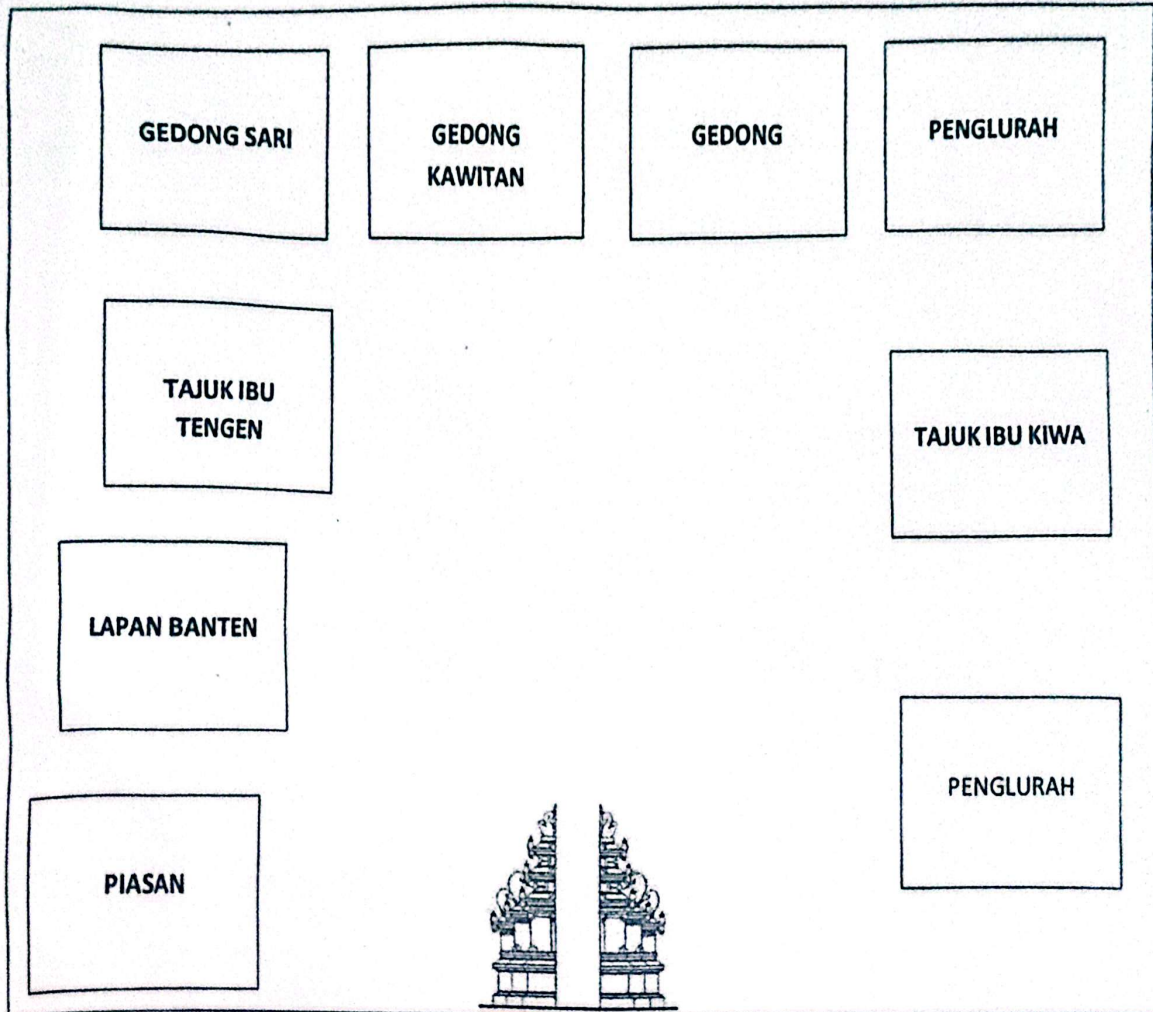 GEDONG SARI
GEDONG
KAWITAN
GEDONG
PENGLURAH
TAJUK IBU
TENGEN
TAJUK IBU KIWA
LAPAN BANTEN
PENGLURAH
PIASAN